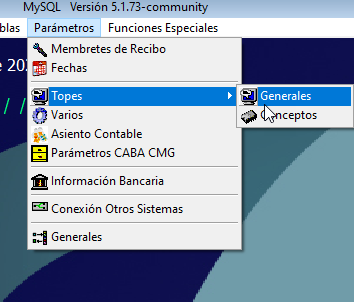 MySQL Versión 5.1.73-community
blas Parámetros Funciones Especiales
Membretes de Recibo
e 202
Fechas
Topes Generales
/ /
Varios Conceptos
Asiento Contable
Parámetros CABA CMG
Información Bancaria
Conexión Otros Sistemas
Generales